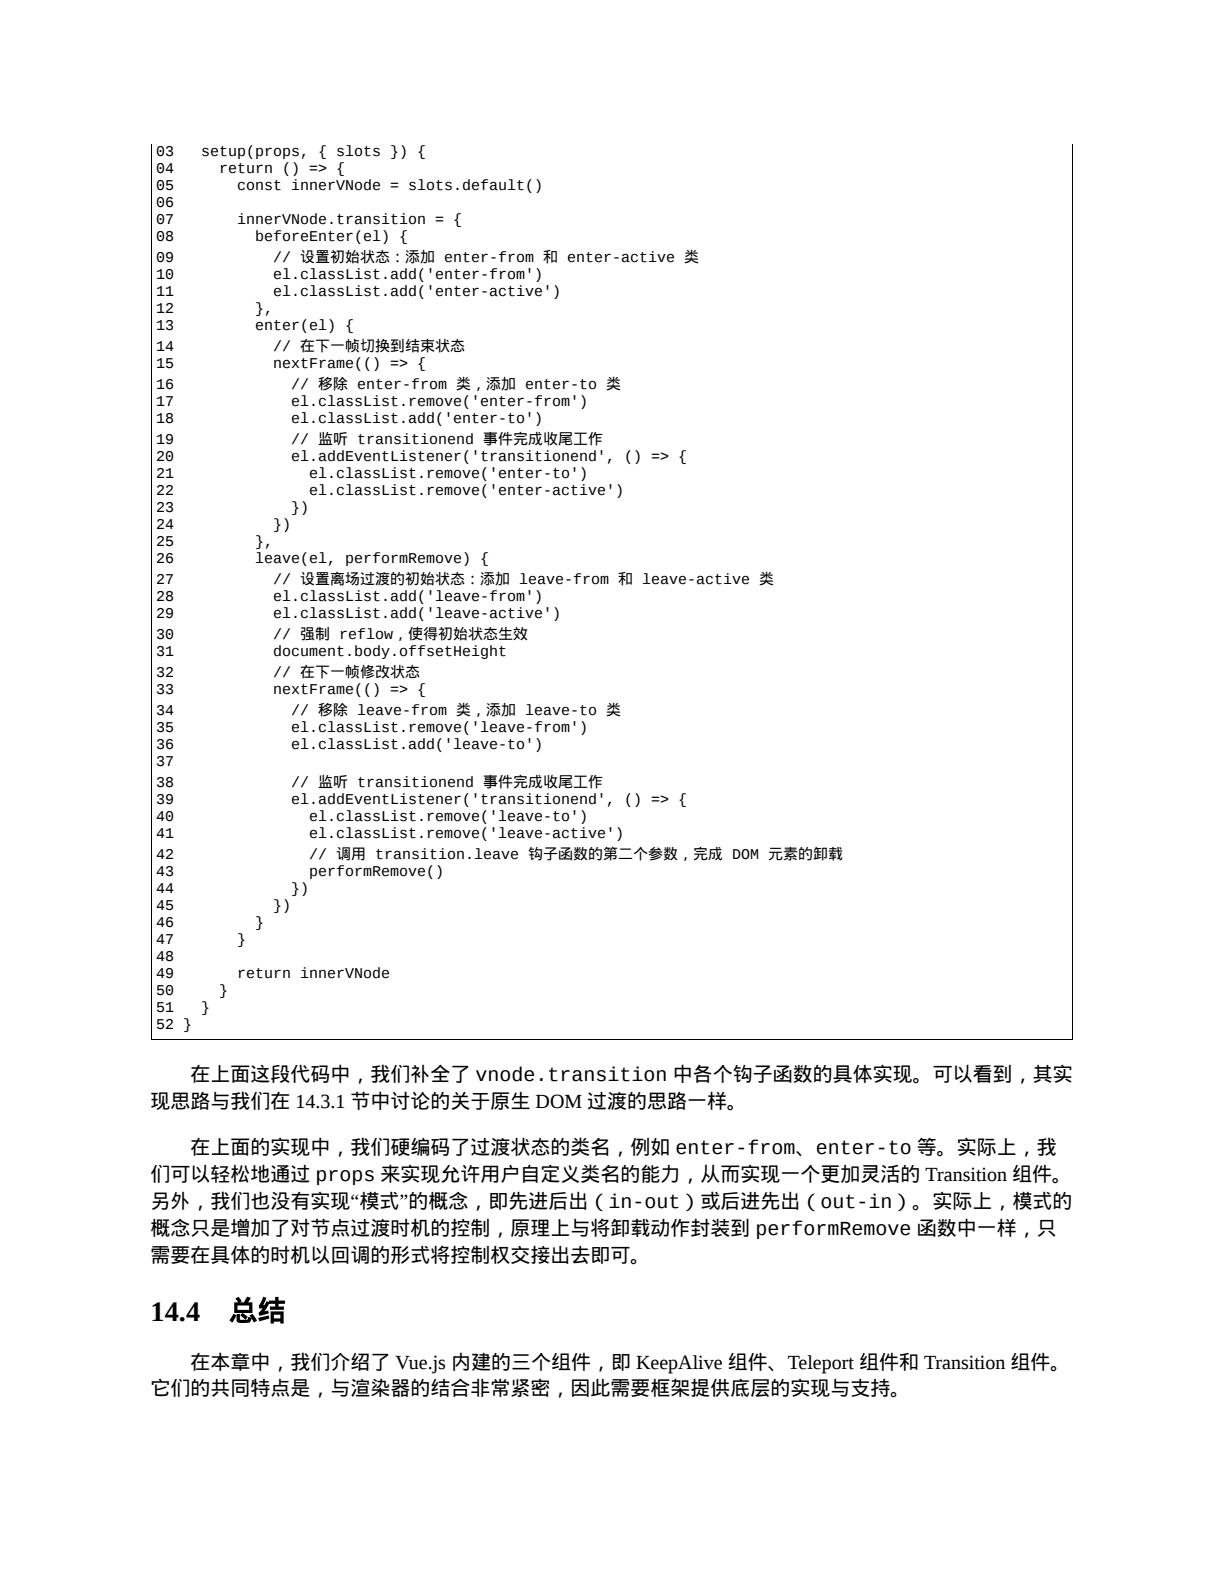 03   setup(props, { slots }) {
04     return () => {
05       const innerVNode = slots.default()
06
07       innerVNode.transition = {
08         beforeEnter(el) {
09           // 设置初始状态：添加 enter-from 和 enter-active 类
10           el.classList.add('enter-from')
11           el.classList.add('enter-active')
12         },
13         enter(el) {
14           // 在下一帧切换到结束状态
15           nextFrame(() => {
16             // 移除 enter-from 类，添加 enter-to 类
17             el.classList.remove('enter-from')
18             el.classList.add('enter-to')
19             // 监听 transitionend 事件完成收尾工作
20             el.addEventListener('transitionend', () => {
21               el.classList.remove('enter-to')
22               el.classList.remove('enter-active')
23             })
24           })
25         },
26         leave(el, performRemove) {
27           // 设置离场过渡的初始状态：添加 leave-from 和 leave-active 类
28           el.classList.add('leave-from')
29           el.classList.add('leave-active')
30           // 强制 reflow，使得初始状态生效
31           document.body.offsetHeight
32           // 在下一帧修改状态
33           nextFrame(() => {
34             // 移除 leave-from 类，添加 leave-to 类
35             el.classList.remove('leave-from')
36             el.classList.add('leave-to')
37
38             // 监听 transitionend 事件完成收尾工作
39             el.addEventListener('transitionend', () => {
40               el.classList.remove('leave-to')
41               el.classList.remove('leave-active')
42               // 调用 transition.leave 钩子函数的第二个参数，完成 DOM 元素的卸载
43               performRemove()
44             })
45           })
46         }
47       }
48
49       return innerVNode
50     }
51   }
52 }
在上面这段代码中，我们补全了 vnode.transition 中各个钩子函数的具体实现。可以看到，其实
现思路与我们在 14.3.1 节中讨论的关于原生 DOM 过渡的思路一样。
在上面的实现中，我们硬编码了过渡状态的类名，例如 enter-from、enter-to 等。实际上，我
们可以轻松地通过 props 来实现允许用户自定义类名的能力，从而实现一个更加灵活的 Transition 组件。
另外，我们也没有实现“模式”的概念，即先进后出（in-out）或后进先出（out-in）。实际上，模式的
概念只是增加了对节点过渡时机的控制，原理上与将卸载动作封装到 performRemove 函数中一样，只
需要在具体的时机以回调的形式将控制权交接出去即可。
14.4 总结
在本章中，我们介绍了 Vue.js 内建的三个组件，即 KeepAlive 组件、Teleport 组件和 Transition 组件。
它们的共同特点是，与渲染器的结合非常紧密，因此需要框架提供底层的实现与支持。